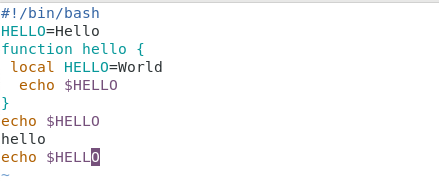 #!/bin/bash
HELLO=Hello
function hello {
 local HELLO=World
  echo $HELLO
}
echo $HELLO
hello
echo $HELLO
~